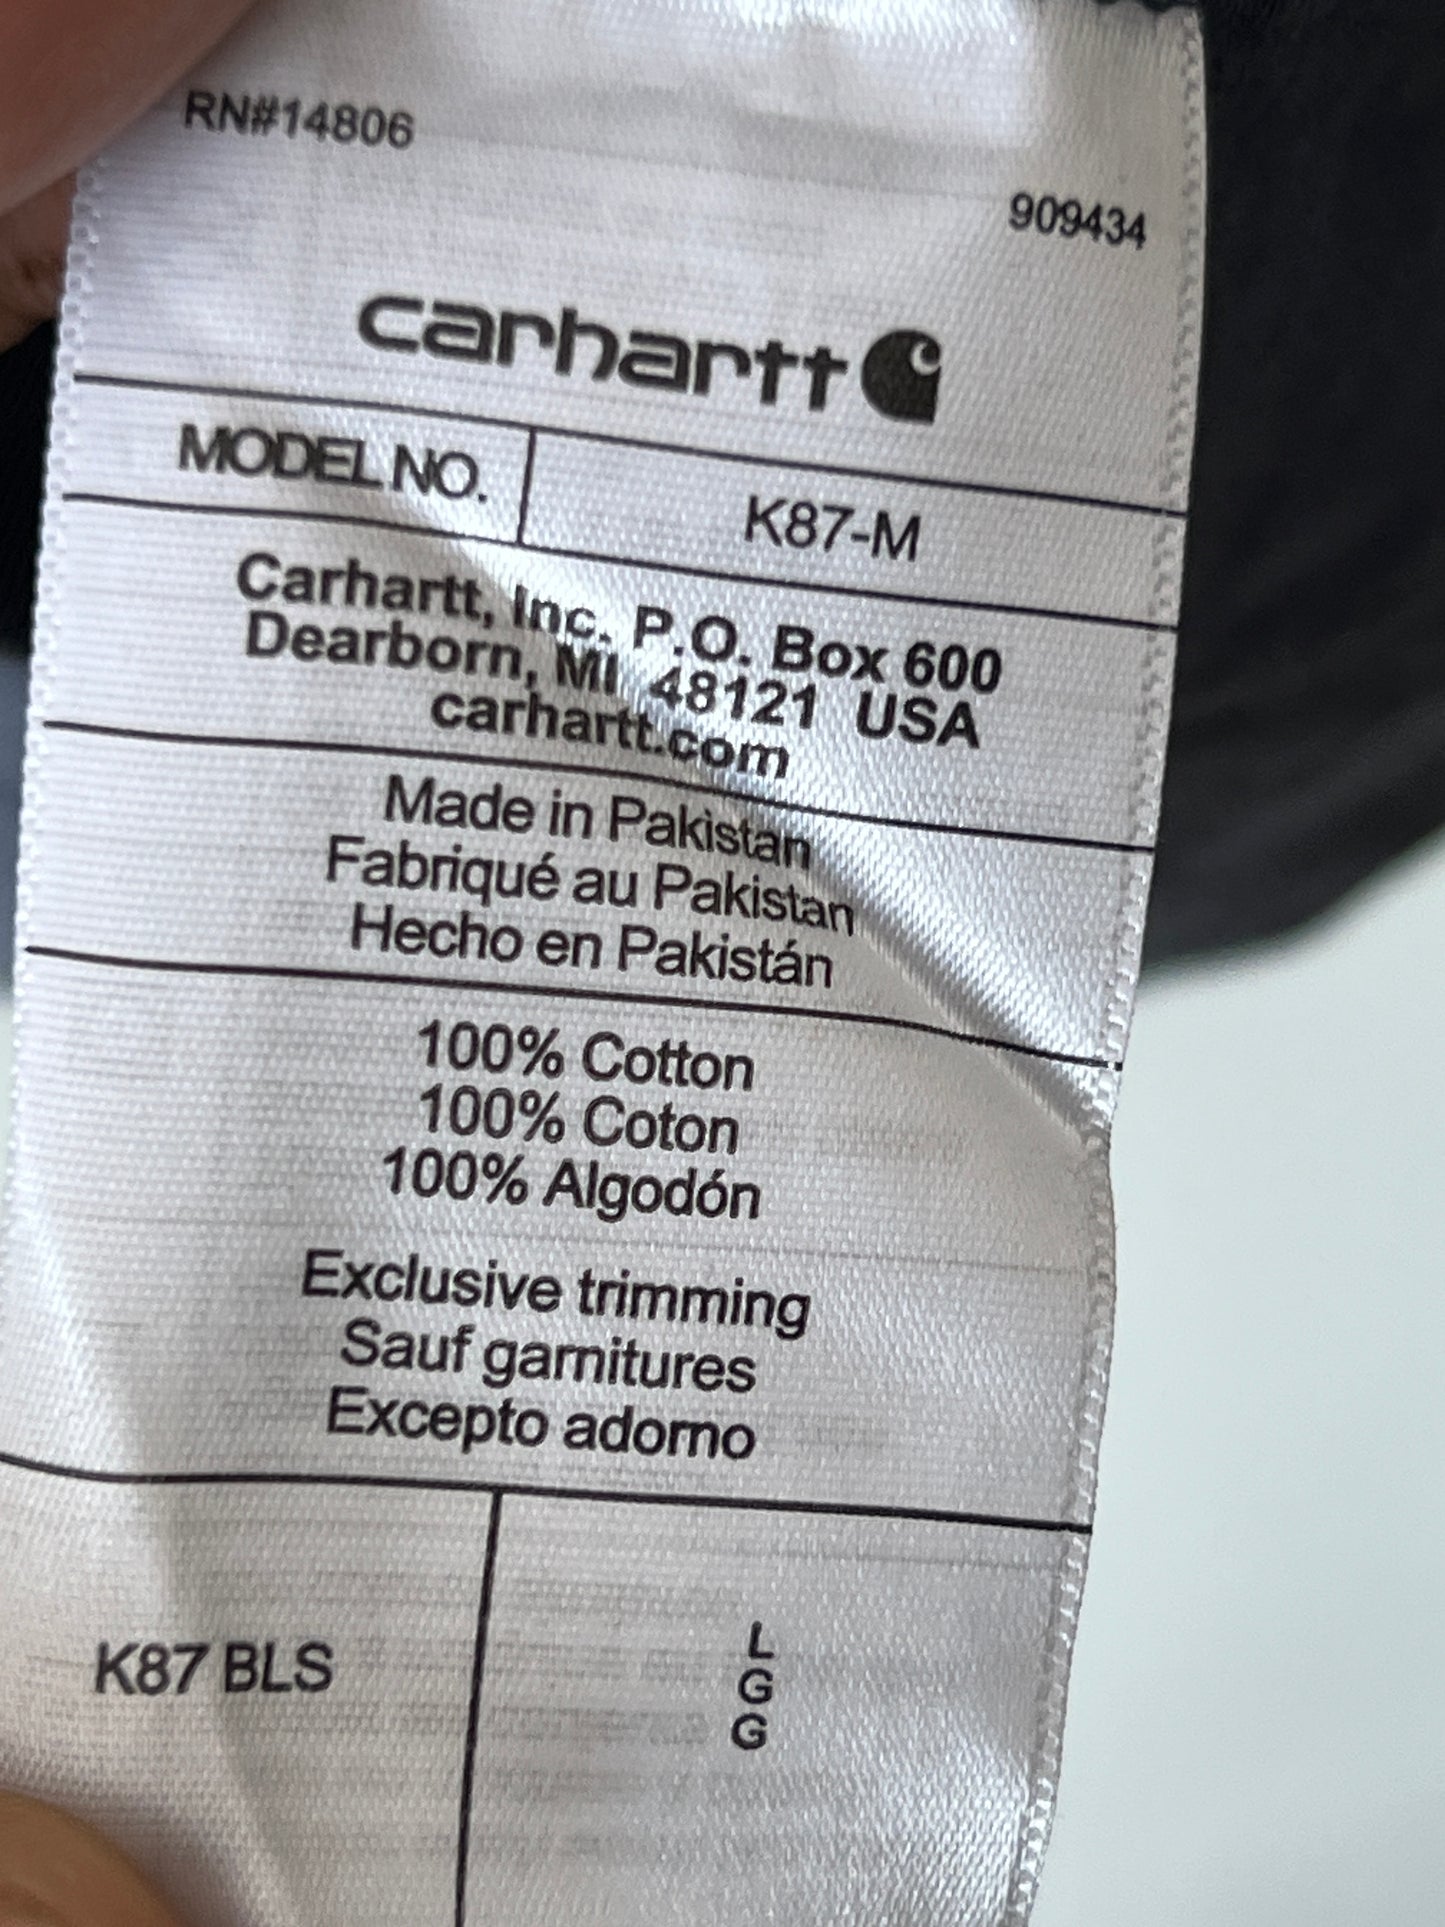 RN#14806
909434
carhartt
MODEL NO.
K87-M
Carhartt, Inc. P.O. Box 600
Dearborn, MI 48121 USA
carhartt.com
Made in Pakistan
Fabriqué au Pakistan
Hecho en Pakistán
100% Cotton
100% Coton
100% Algodón
Exclusive trimming
Sauf garnitures
Excepto adorno
K87 BLS
L
G
G